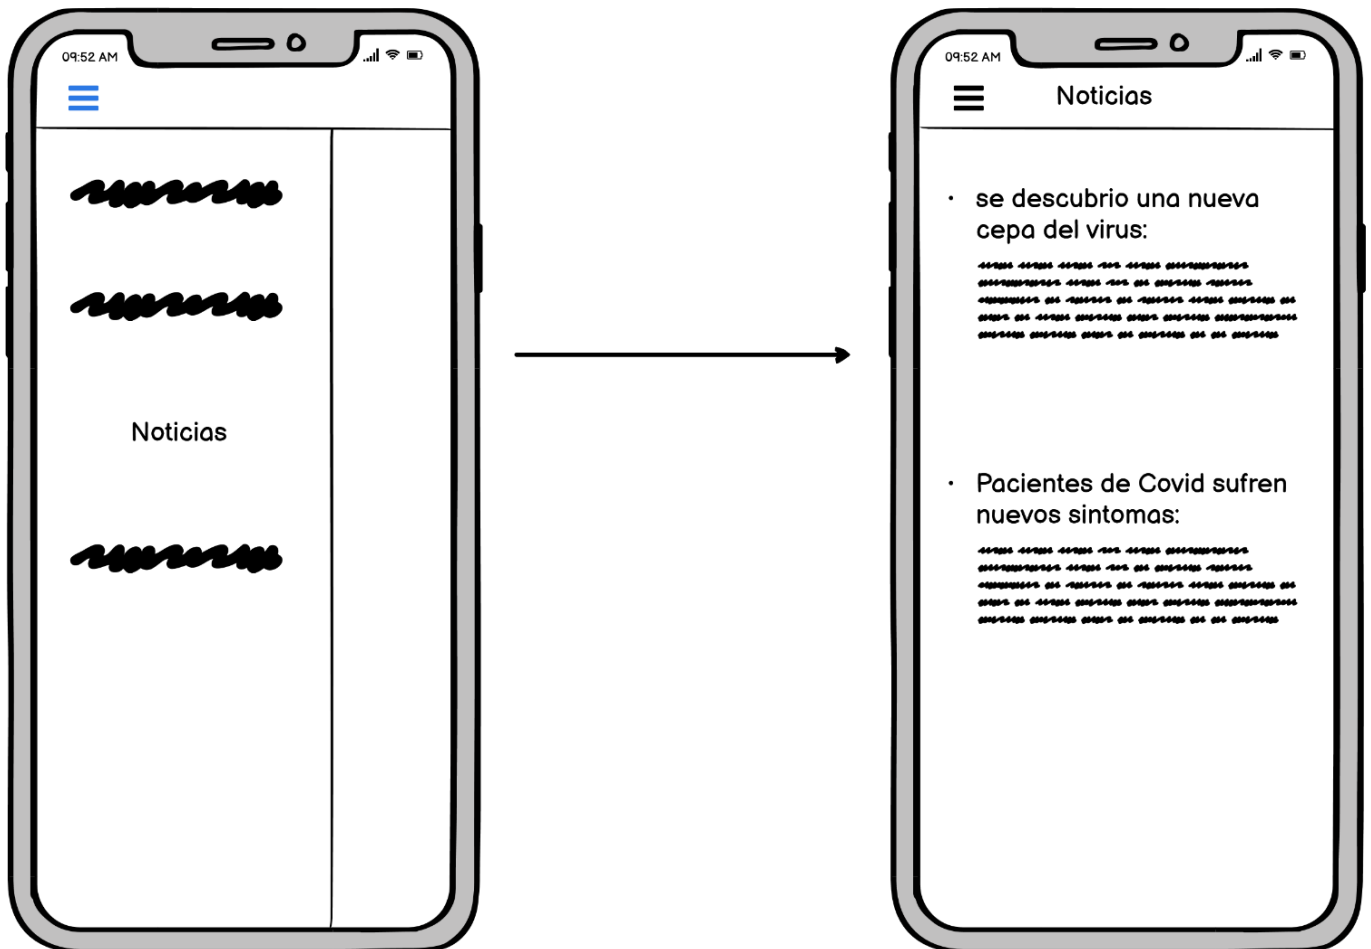 09:52 AM
Noticias
09:52 AM
Noticias
· se descubrio una nueva
cepa del virus:
· Pacientes de Covid sufren
nuevos sintomas: